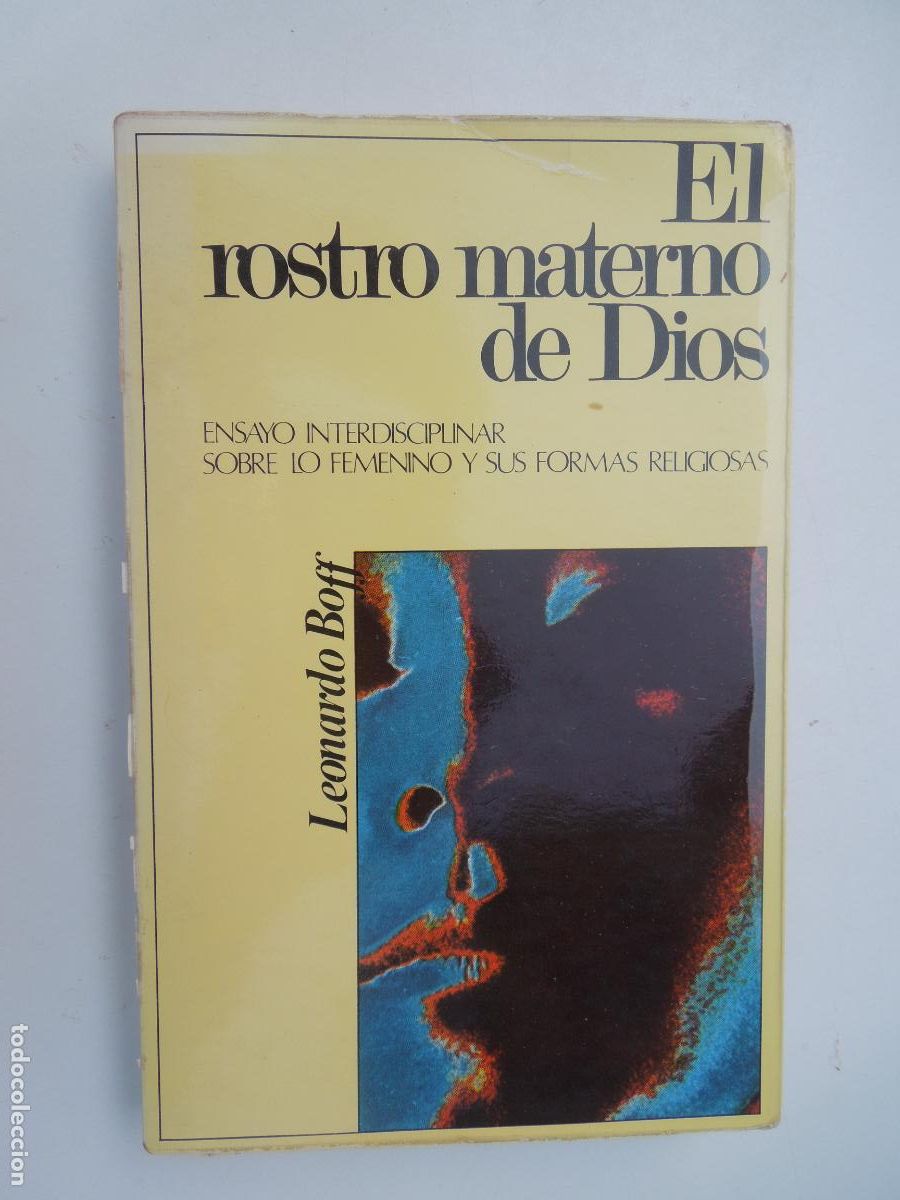 El
rostro materno
de Dios
ENSAYO INTERDISCIPLINAR
SOBRE LO FEMENINO Y SUS FORMAS RELIGIOSAS
Leonardo Boff
todocoleccion